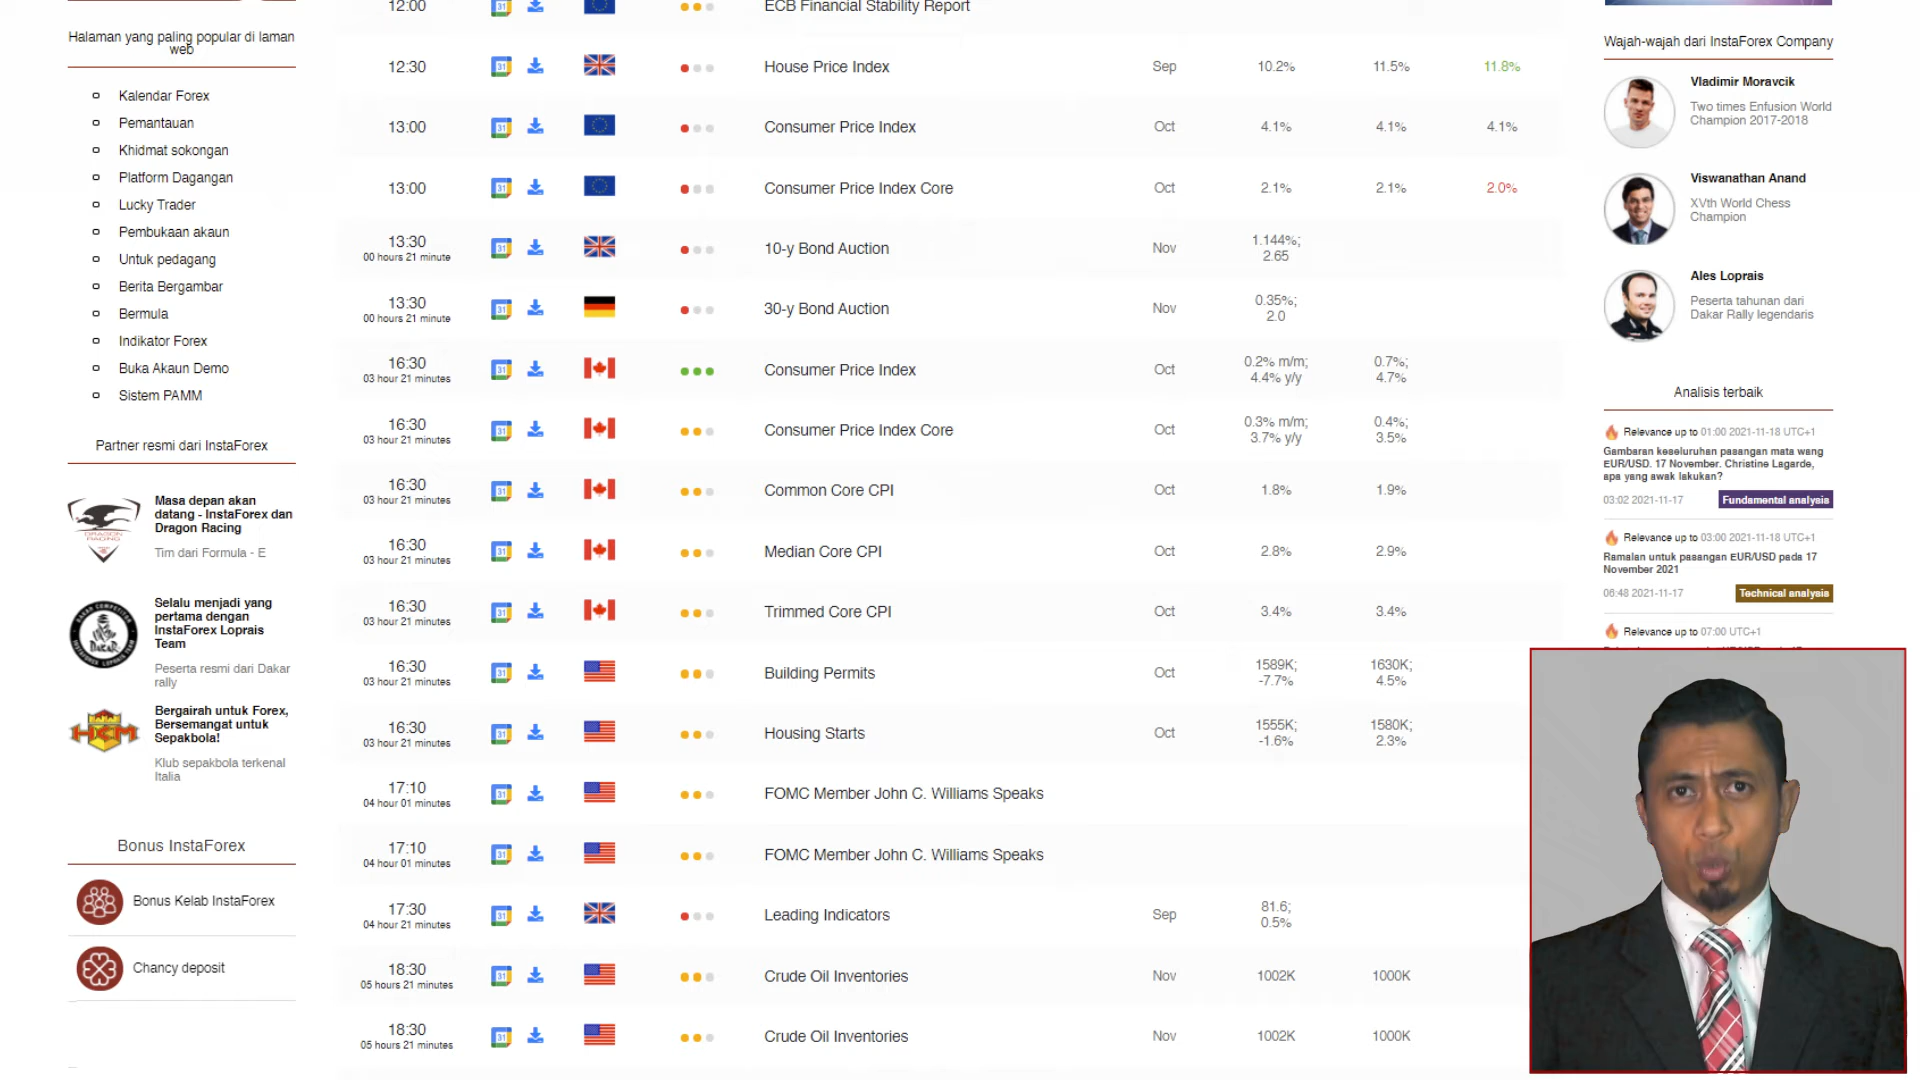 Halaman yang paling popular di laman
web
Kalendar Forex
Pemantauan
Khidmat sokongan
Platform Dagangan
Lucky Trader
Pembukaan akaun
Untuk pedagang
Berita Bergambar
Bermula
Indikator Forex
Buka Akaun Demo
Sistem PAMM
Partner resmi dari InstaForex
Masa depan akan
datang - InstaForex dan
Dragon Racing
Tim dari Formula - E
Selalu menjadi yang
pertama dengan
InstaForex Loprais
Team
Peserta resmi dari Dakar
rally
Bergairah untuk Forex,
Bersemangat untuk
Sepakbola!
Klub sepakbola terkenal
Italia
Bonus InstaForex
Bonus Kelab InstaForex
Chancy deposit
12:00 31 ECB Financial Stability Report
12:30 31 House Price Index Sep 10.2% 11.5% 11.8%
13:00 31 Consumer Price Index Oct 4.1% 4.1% 4.1%
13:00 31 Consumer Price Index Core Oct 2.1% 2.1% 2.0%
13:30 31 10-y Bond Auction Nov 1.144%;
00 hours 21 minute 2.65
13:30 31 30-y Bond Auction Nov 0.35%;
00 hours 21 minute 2.0
16:30 31 Consumer Price Index Oct 0.2% m/m; 0.7%;
03 hour 21 minutes 4.4% y/y 4.7%
16:30 31 Consumer Price Index Core Oct 0.3% m/m; 0.4%;
03 hour 21 minutes 3.7% y/y 3.5%
16:30 31 Common Core CPI Oct 1.8% 1.9%
03 hour 21 minutes
16:30 31 Median Core CPI Oct 2.8% 2.9%
03 hour 21 minutes
16:30 31 Trimmed Core CPI Oct 3.4% 3.4%
03 hour 21 minutes
16:30 31 Building Permits Oct 1589K; 1630K;
03 hour 21 minutes -7.7% 4.5%
16:30 31 Housing Starts Oct 1555K; 1580K;
03 hour 21 minutes -1.6% 2.3%
17:10 31 FOMC Member John C. Williams Speaks
04 hour 01 minutes
17:10 31 FOMC Member John C. Williams Speaks
04 hour 01 minutes
17:30 31 Leading Indicators Sep 81.6;
04 hour 21 minutes 0.5%
18:30 31 Crude Oil Inventories Nov 1002K 1000K
05 hours 21 minutes
18:30 31 Crude Oil Inventories Nov 1002K 1000K
05 hours 21 minutes
Wajah-wajah dari InstaForex Company
Vladimir Moravcik
Two times Enfusion World
Champion 2017-2018
Viswanathan Anand
XVth World Chess
Champion
Ales Loprais
Peserta tahunan dari
Dakar Rally legendaris
Analisis terbaik
Relevance up to 01:00 2021-11-18 UTC+1
Gambaran keseluruhan pasangan mata wang
EUR/USD. 17 November. Christine Lagarde,
apa yang awak lakukan?
03:02 2021-11-17 Fundamental analysis
Relevance up to 03:00 2021-11-18 UTC+1
Ramalan untuk pasangan EUR/USD pada 17
November 2021
06:48 2021-11-17 Technical analysis
Relevance up to 07:00 UTC+1